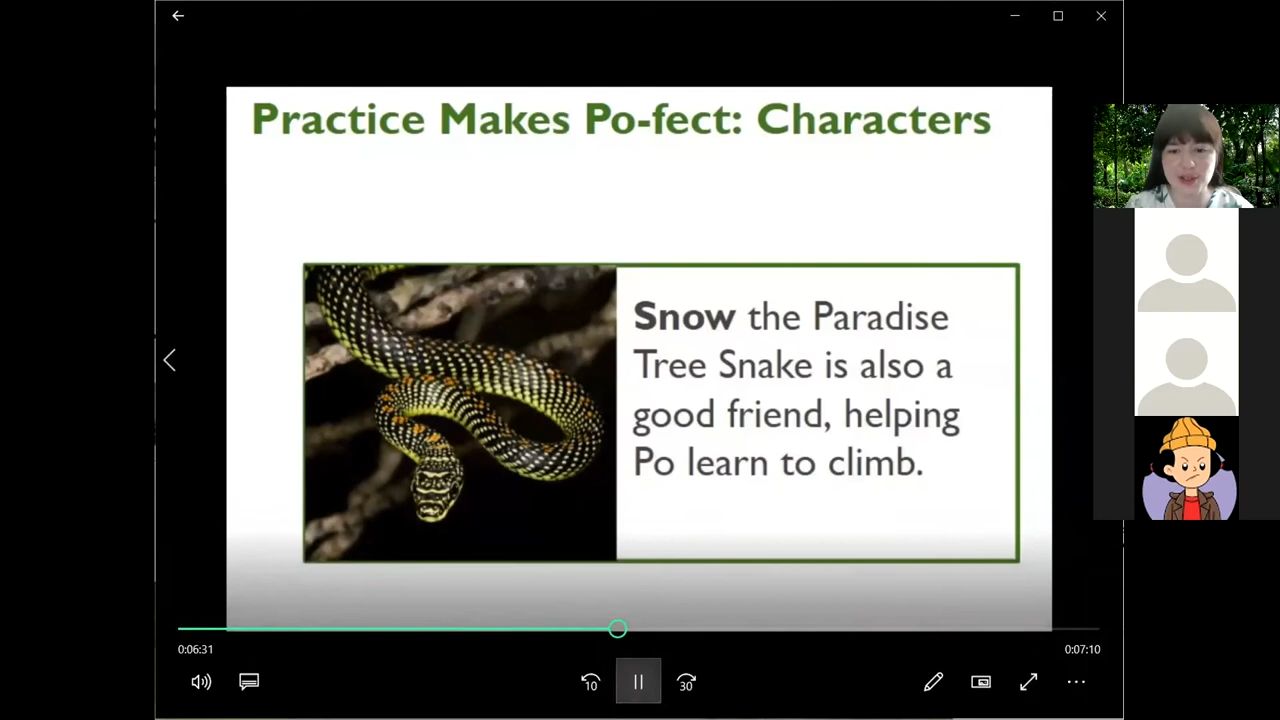 Practice Makes Po-fect: Characters
Snow the Paradise
Tree Snake is also a
good friend, helping
Po learn to climb.
0:06:31
0:07:10
10
30